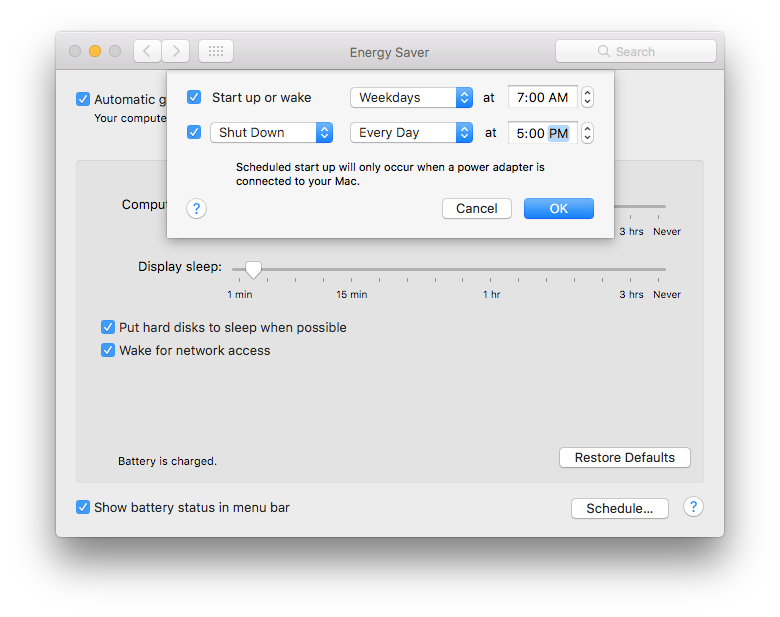 Energy Saver
Search
Automatic g
Your compute
Start up or wake Weekdays at 7:00 AM
Shut Down Every Day at 5:00 PM
Scheduled start up will only occur when a power adapter is
connected to your Mac.
? Cancel OK
Compu
3 hrs Never
Display sleep:
1 min 15 min 1 hr 3 hrs Never
Put hard disks to sleep when possible
Wake for network access
Battery is charged.
Restore Defaults
Show battery status in menu bar
Schedule... ?